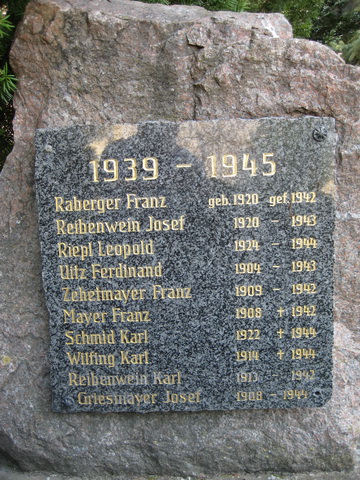 1939 - 1945
Raberger Franz geb. 1920 gef. 1942
Reibenwein Josef 1920 - 1943
Riepl Leopold 1924 - 1944
Uitz Ferdinand 1904 - 1943
Zehetmayer Franz 1909 - 1942
Mayer Franz 1908 + 1942
Schmid Karl 1922 + 1944
Wilfing Karl 1914 + 1944
Reibenwein Karl 1913 1942
Griesmayer Josef 1908 - 1944